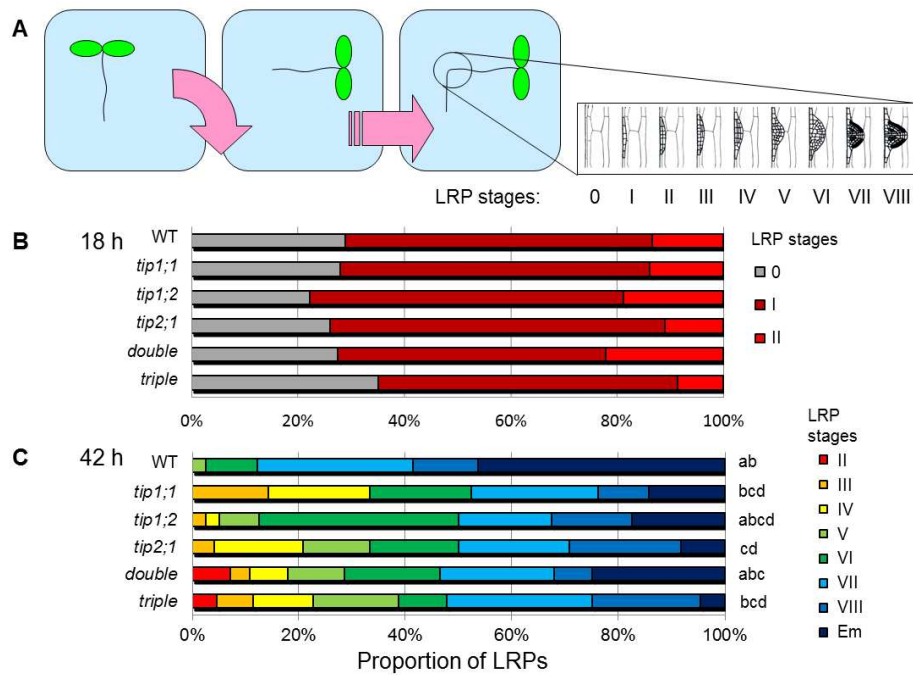 A
LRP stages: 0 I II III IV V VI VII VIII
B 18 h
WT
tip1;1
tip1;2
tip2;1
double
triple
0% 20% 40% 60% 80% 100%
LRP stages
0
I
II
C 42 h
WT ab
tip1;1 bcd
tip1;2 abcd
tip2;1 cd
double abc
triple bcd
0% 20% 40% 60% 80% 100%
Proportion of LRPs
LRP
stages
II
III
IV
V
VI
VII
VIII
Em